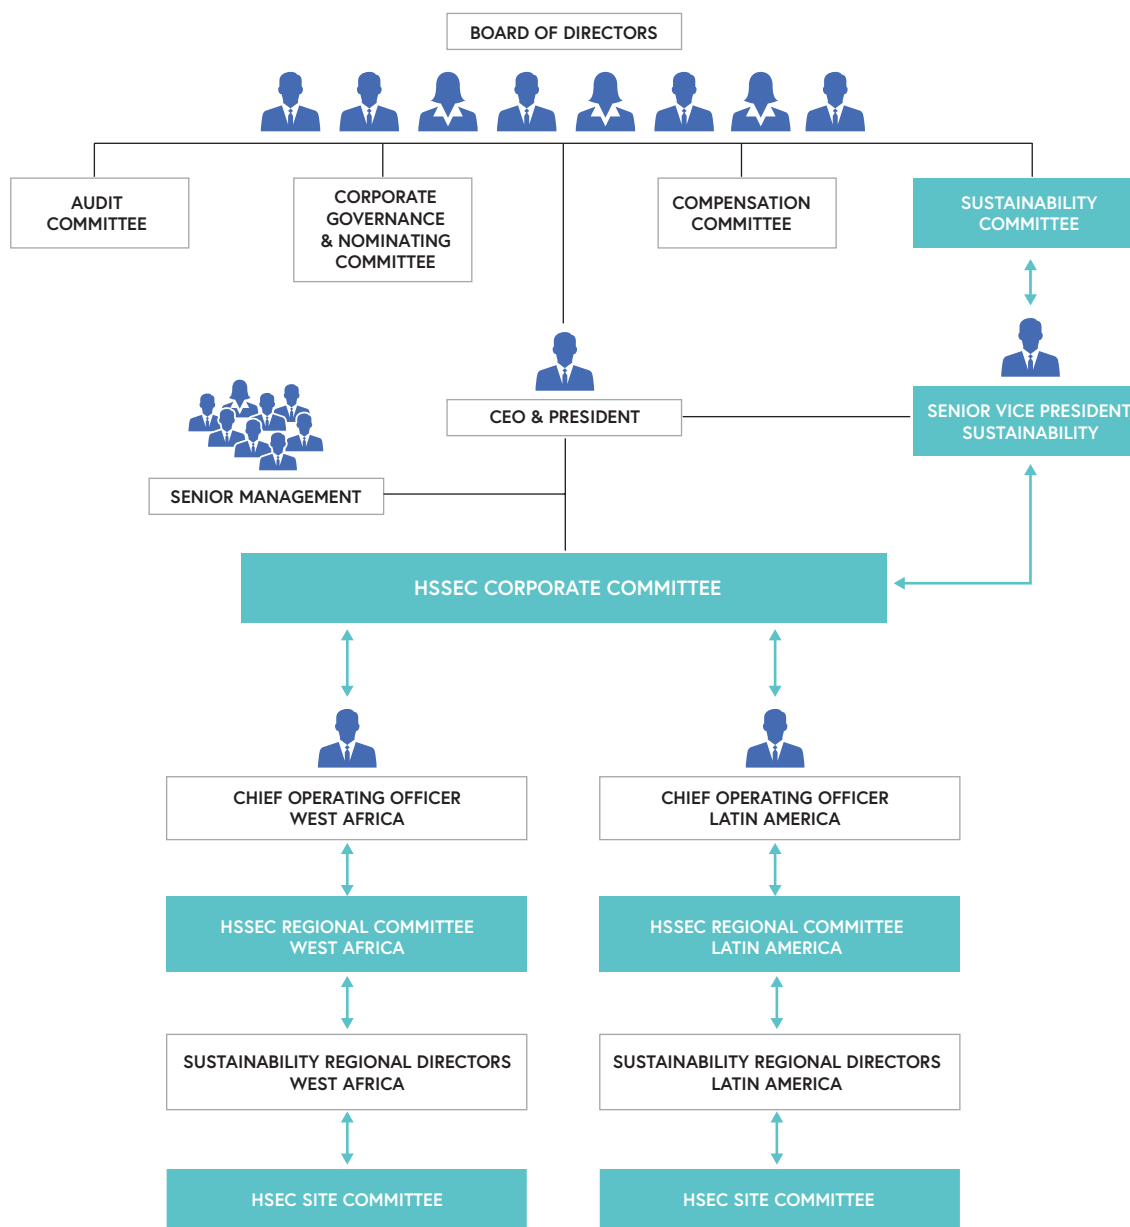 BOARD OF DIRECTORS
AUDIT
COMMITTEE
CORPORATE
GOVERNANCE
& NOMINATING
COMMITTEE
COMPENSATION
COMMITTEE
SUSTAINABILITY
COMMITTEE
CEO & PRESIDENT
SENIOR VICE PRESIDENT,
SUSTAINABILITY
SENIOR MANAGEMENT
HSSEC CORPORATE COMMITTEE
CHIEF OPERATING OFFICER
WEST AFRICA
CHIEF OPERATING OFFICER
LATIN AMERICA
HSSEC REGIONAL COMMITTEE
WEST AFRICA
HSSEC REGIONAL COMMITTEE
LATIN AMERICA
SUSTAINABILITY REGIONAL DIRECTORS
WEST AFRICA
SUSTAINABILITY REGIONAL DIRECTORS
LATIN AMERICA
HSEC SITE COMMITTEE
HSEC SITE COMMITTEE